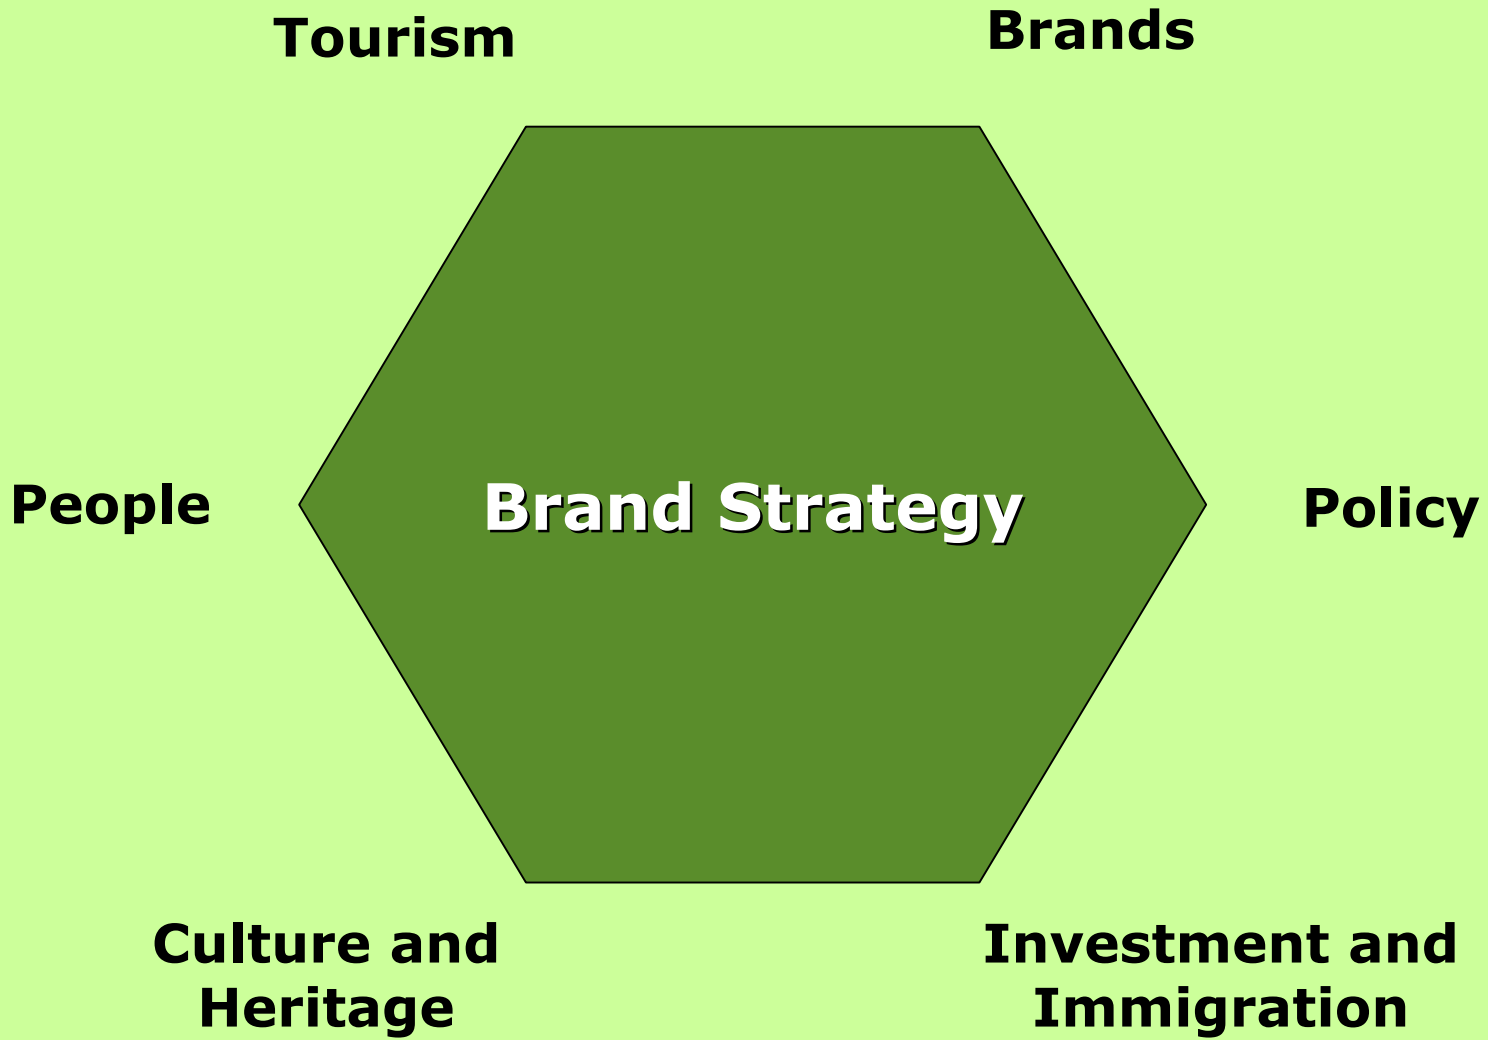 Tourism
Brands
People
Brand Strategy
Policy
Culture and
Heritage
Investment and
Immigration